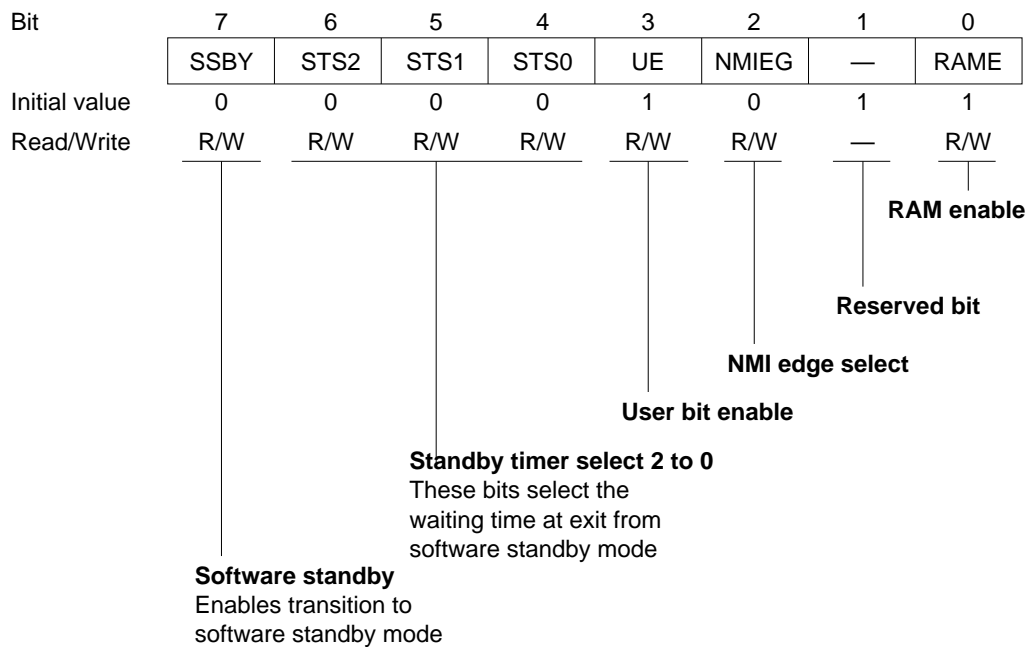 Bit 7 6 5 4 3 2 1 0
SSBY STS2 STS1 STS0 UE NMIEG — RAME
Initial value 0 0 0 0 1 0 1 1
Read/Write R/W R/W R/W R/W R/W R/W — R/W
RAM enable
Reserved bit
NMI edge select
User bit enable
Standby timer select 2 to 0
These bits select the
waiting time at exit from
software standby mode
Software standby
Enables transition to
software standby mode